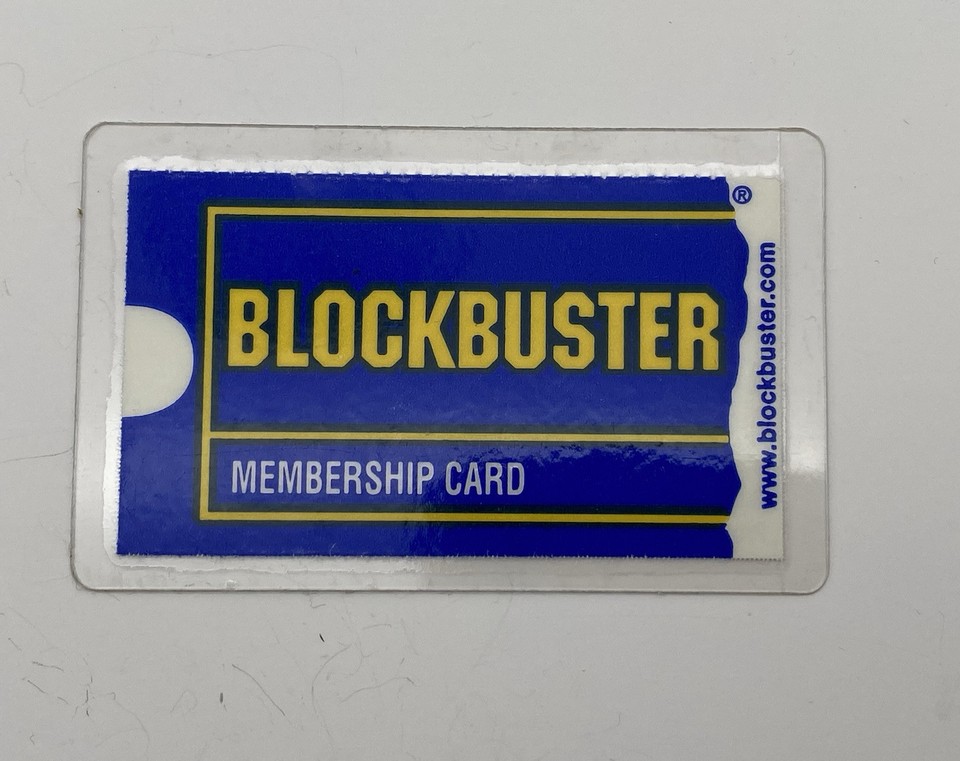 ®
BLOCKBUSTER
MEMBERSHIP CARD
www.blockbuster.com